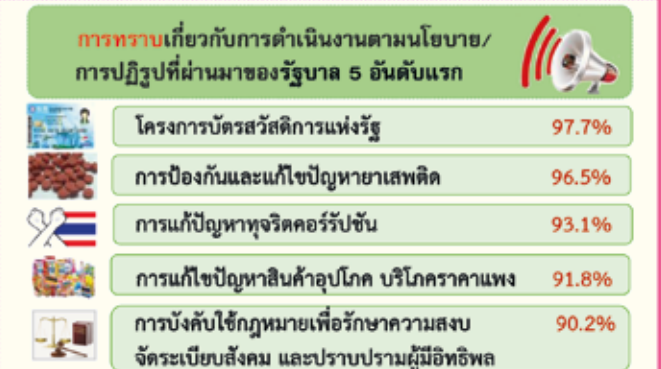 การทราบเกี่ยวกับการดำเนินงานตามนโยบาย/
การปฏิรูปที่ผ่านมาของรัฐบาล 5 อันดับแรก
โครงการบัตรสวัสดิการแห่งรัฐ 97.7%
การป้องกันและแก้ไขปัญหายาเสพติด 96.5%
การแก้ปัญหาทุจริตคอร์รัปชัน 93.1%
การแก้ไขปัญหาสินค้าอุปโภค บริโภคราคาแพง 91.8%
การบังคับใช้กฎหมายเพื่อรักษาความสงบ 90.2%
จัดระเบียบสังคม และปราบปรามผู้มีอิทธิพล